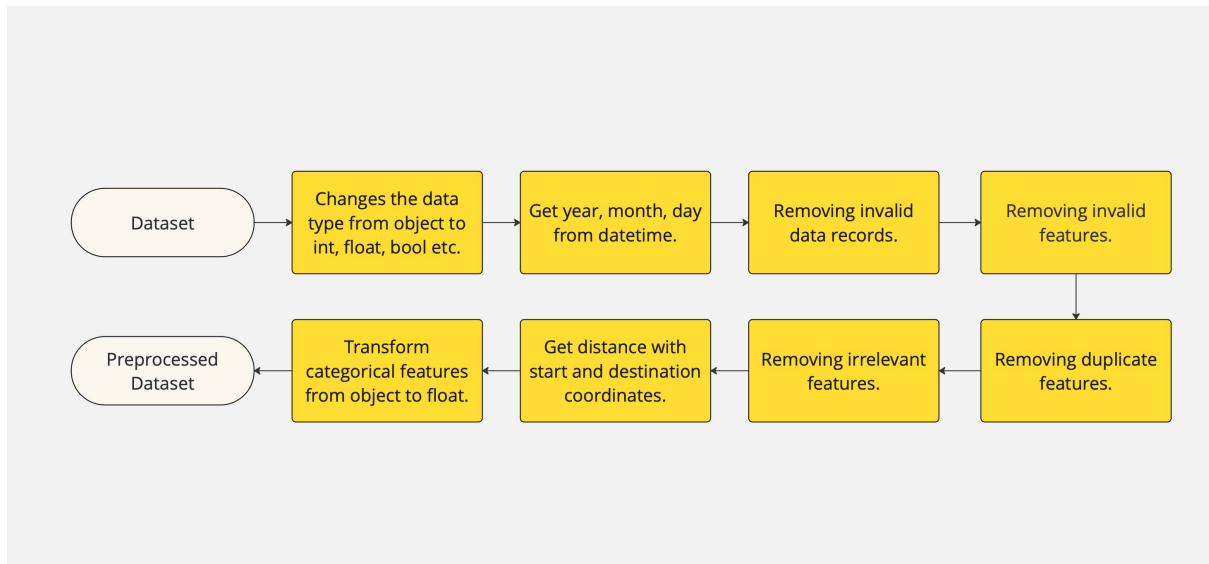 Dataset
Changes the data
type from object to
int, float, bool etc.
Get year, month, day
from datetime.
Removing invalid
data records.
Removing invalid
features.
Removing duplicate
features.
Removing irrelevant
features.
Get distance with
start and destination
coordinates.
Transform
categorical features
from object to float.
Preprocessed
Dataset